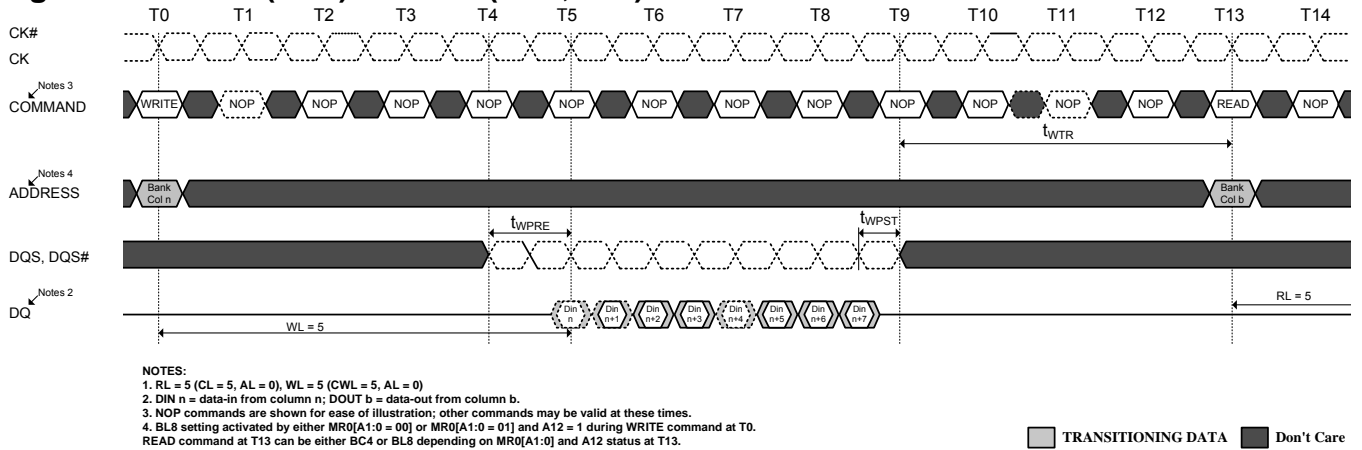 T0 T1 T2 T3 T4 T5 T6 T7 T8 T9 T10 T11 T12 T13 T14
CK#
CK
Notes 3
COMMAND
WRITE NOP NOP NOP NOP NOP NOP NOP NOP NOP NOP NOP NOP READ NOP
tWTR
Notes 4
ADDRESS
Bank Bank
Col n Col b
tWPRE tWPST
DQS, DQS#
Notes 2
DQ
Din Din Din Din Din Din Din Din
n n+1 n+2 n+3 n+4 n+5 n+6 n+7
RL = 5
WL = 5
NOTES:
1. RL = 5 (CL = 5, AL = 0), WL = 5 (CWL = 5, AL = 0)
2. DIN n = data-in from column n; DOUT b = data-out from column b.
3. NOP commands are shown for ease of illustration; other commands may be valid at these times.
4. BL8 setting activated by either MR0[A1:0 = 00] or MR0[A1:0 = 01] and A12 = 1 during WRITE command at T0.
READ command at T13 can be either BC4 or BL8 depending on MR0[A1:0] and A12 status at T13.
TRANSITIONING DATA Don't Care